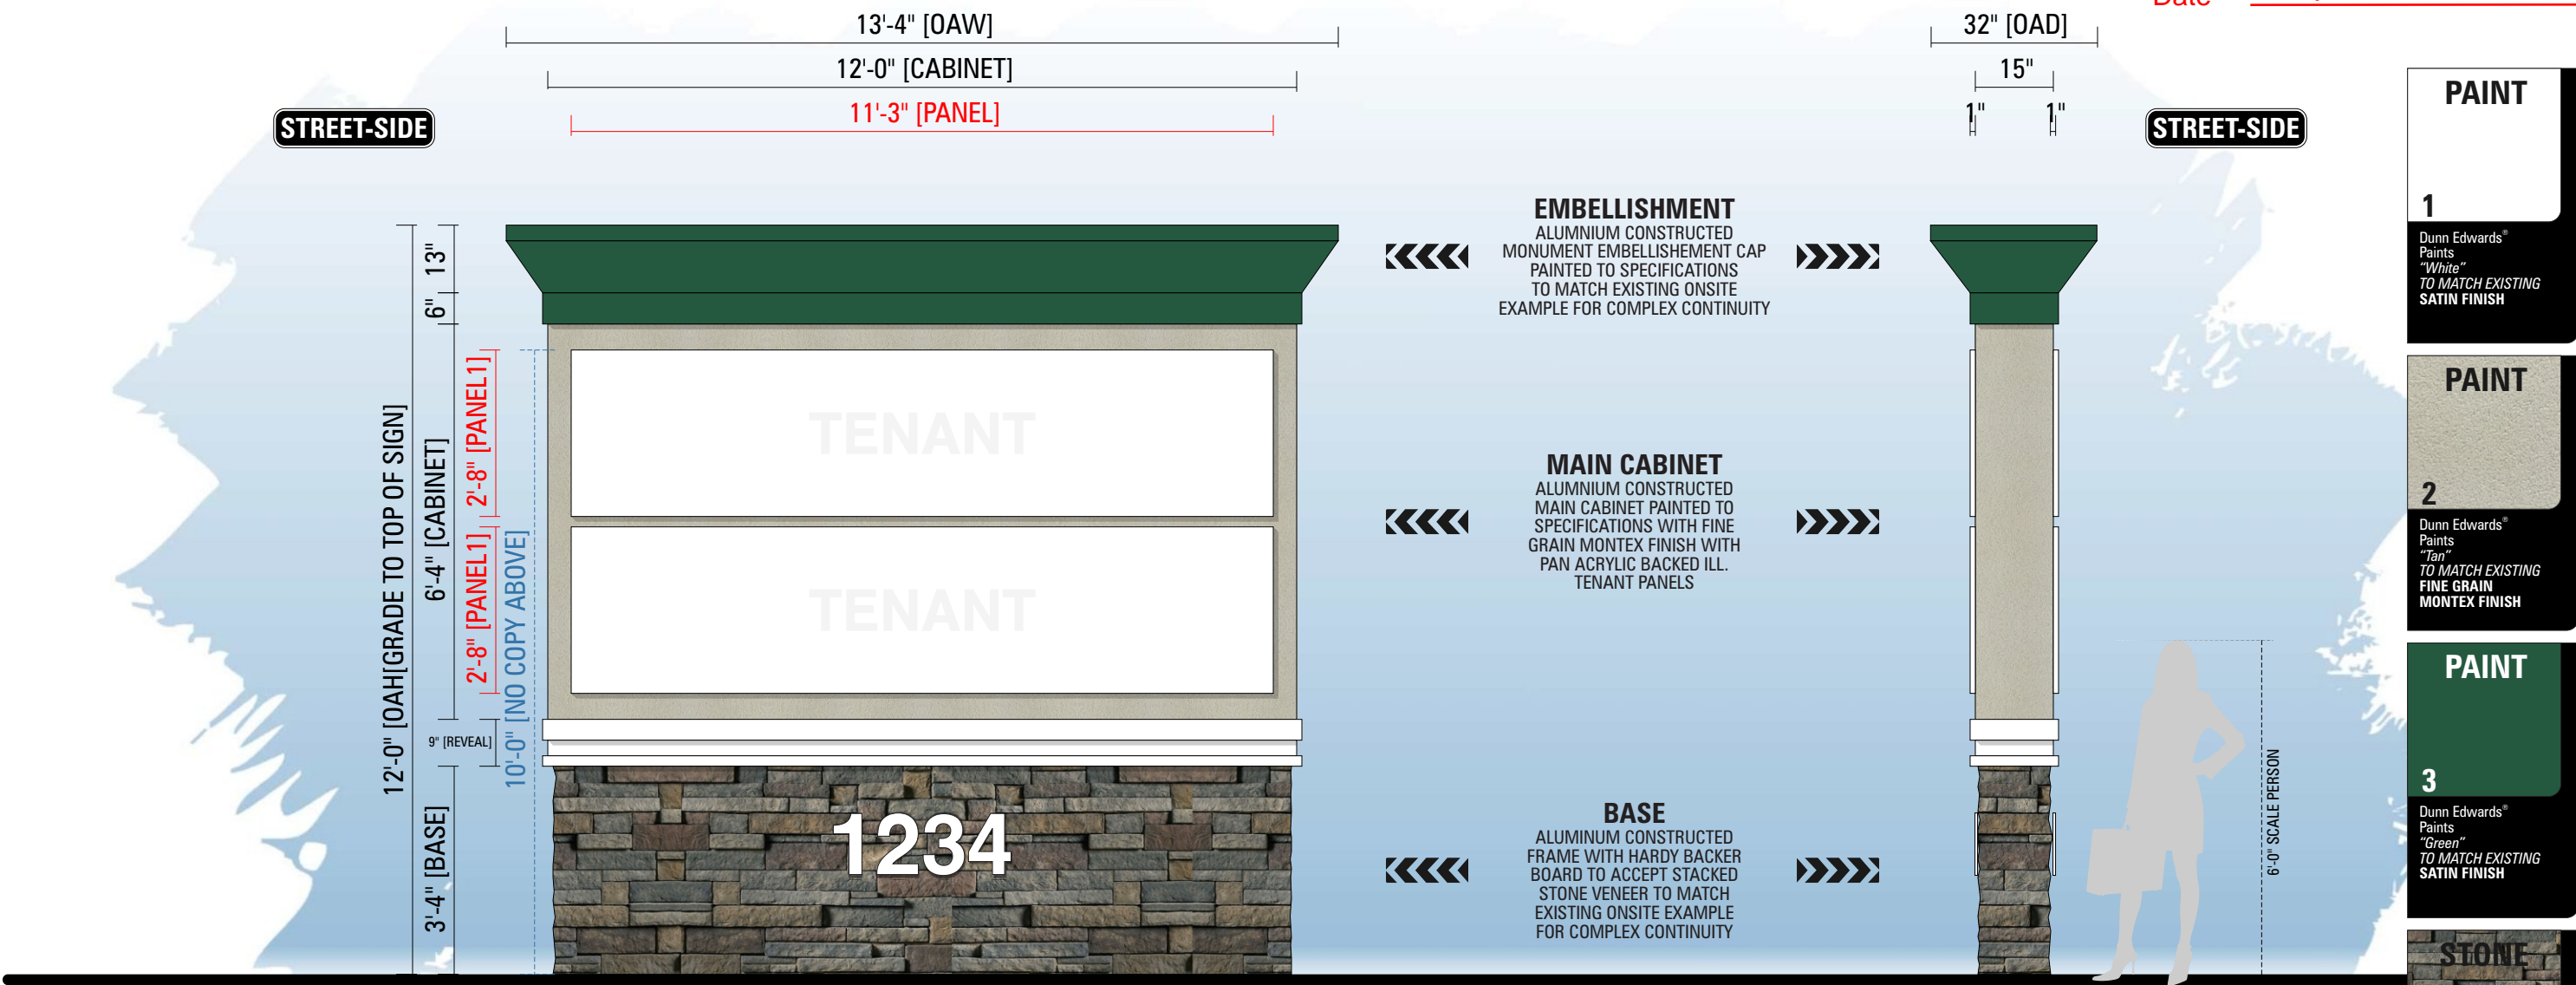 Date
13'-4" [OAW]
12'-0" [CABINET]
11'-3" [PANEL]
32" [OAD]
15"
1"
1"
STREET-SIDE
STREET-SIDE
13"
6"
12'-0" [OAH[GRADE TO TOP OF SIGN]
6'-4" [CABINET]
2'-8" [PANEL1]
2'-8" [PANEL1]
10'-0" [NO COPY ABOVE]
9" [REVEAL]
3'-4" [BASE]
TENANT
TENANT
1234
EMBELLISHMENT
ALUMNIUM CONSTRUCTED
MONUMENT EMBELLISHEMENT CAP
PAINTED TO SPECIFICATIONS
TO MATCH EXISTING ONSITE
EXAMPLE FOR COMPLEX CONTINUITY
MAIN CABINET
ALUMNIUM CONSTRUCTED
MAIN CABINET PAINTED TO
SPECIFICATIONS WITH FINE
GRAIN MONTEX FINISH WITH
PAN ACRYLIC BACKED ILL.
TENANT PANELS
BASE
ALUMINUM CONSTRUCTED
FRAME WITH HARDY BACKER
BOARD TO ACCEPT STACKED
STONE VENEER TO MATCH
EXISTING ONSITE EXAMPLE
FOR COMPLEX CONTINUITY
6'-0" SCALE PERSON
PAINT
1
Dunn Edwards®
Paints
"White"
TO MATCH EXISTING
SATIN FINISH
PAINT
2
Dunn Edwards®
Paints
"Tan"
TO MATCH EXISTING
FINE GRAIN
MONTEX FINISH
PAINT
3
Dunn Edwards®
Paints
"Green"
TO MATCH EXISTING
SATIN FINISH
STONE